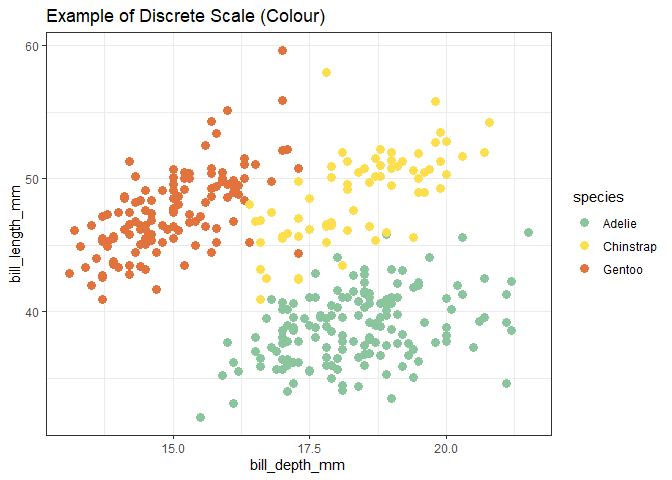 Example of Discrete Scale (Colour)
60
50
40
bill_length_mm
15.0
17.5
20.0
bill_depth_mm
species
Adelie
Chinstrap
Gentoo